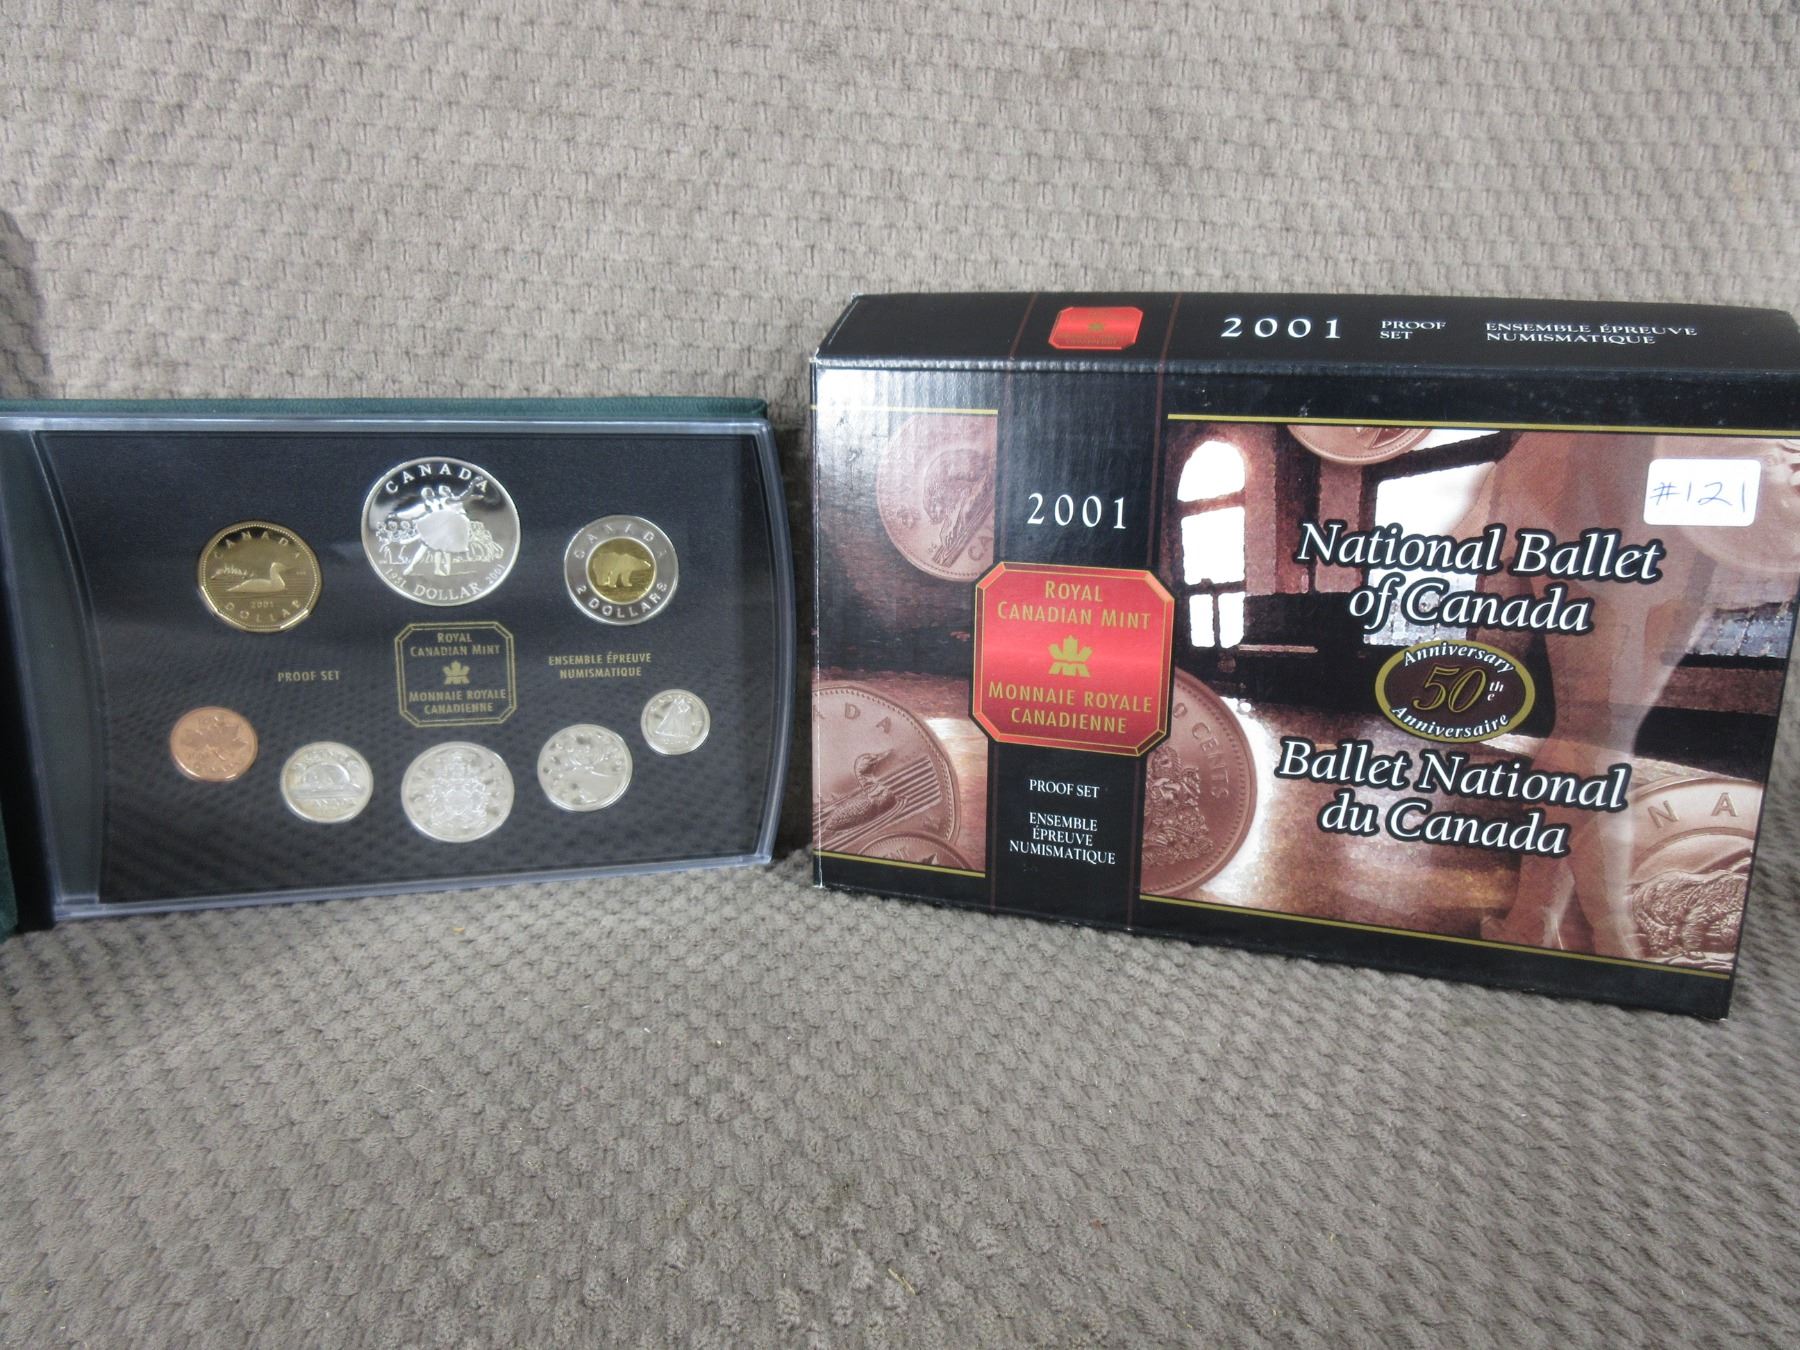 CANADA
DOLLAR
2001
CANADA
1951 DOLLAR 2001
CANADA
2 DOLLARS
ROYAL
CANADIAN MINT
MONNAIE ROYALE
CANADIENNE
PROOF SET
ENSEMBLE ÉPREUVE
NUMISMATIQUE
CANADA
2001 PROOF SET ENSEMBLE ÉPREUVE NUMISMATIQUE
2001
ROYAL
CANADIAN MINT
MONNAIE ROYALE
CANADIENNE
PROOF SET
ENSEMBLE
ÉPREUVE
NUMISMATIQUE
#121
National Ballet
of Canada
Anniversary
50th e
Anniversaire
Ballet National
du Canada